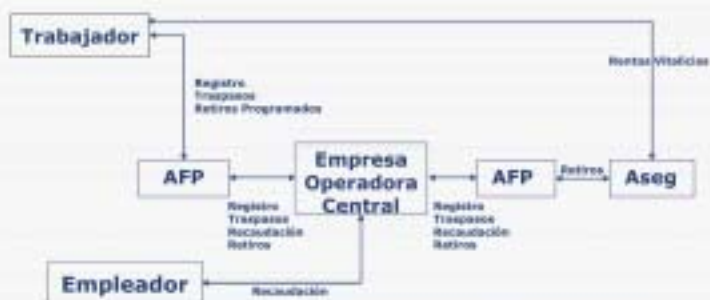 Trabajador
Rentas Vitalicias
Registro
Traspasos
Retiros Programados
AFP
Empresa
Operadora
Central
AFP
Retiros
Aseg
Registro
Traspasos
Recaudación
Retiros
Registro
Traspasos
Recaudación
Retiros
Empleador
Recaudación